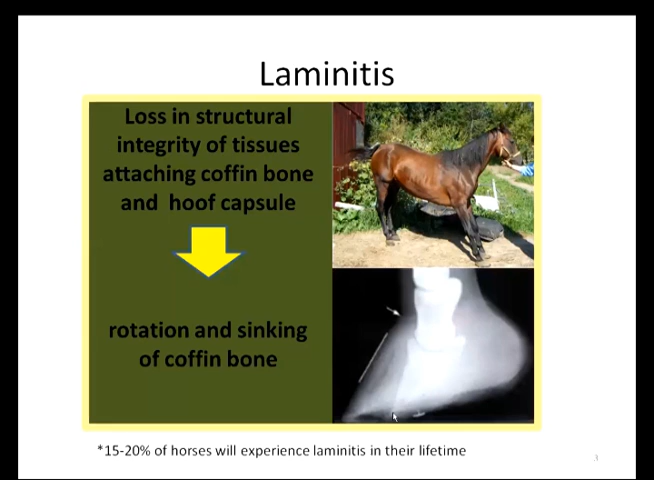 Laminitis
Loss in structural
integrity of tissues
attaching coffin bone
and hoof capsule
rotation and sinking
of coffin bone
*15-20% of horses will experience laminitis in their lifetime
3